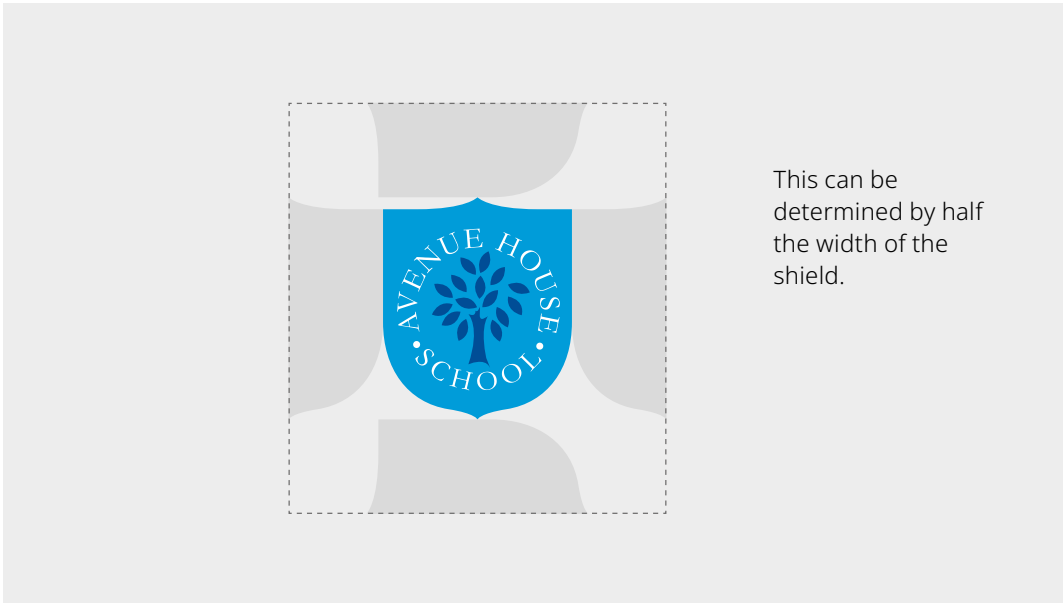 AVENUE HOUSE
• SCHOOL •
This can be
determined by half
the width of the
shield.